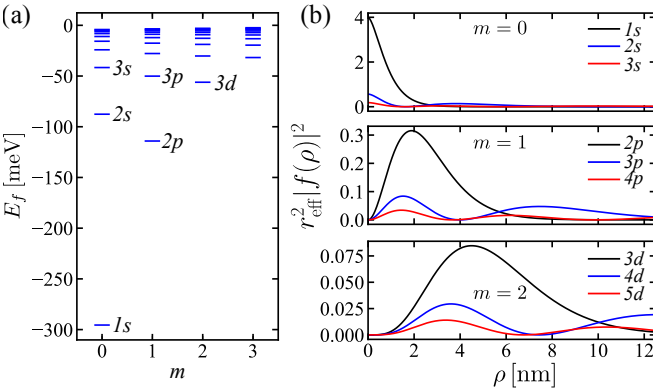 (a)
E_f [meV]
0
−50
−100
−150
−200
−250
−300
3s
3p
3d
2s
2p
1s
0
1
2
3
m
(b)
r²_eff|f(ρ)|²
4
2
0
m = 0
1s
2s
3s
0.3
0.2
0.1
0.0
m = 1
2p
3p
4p
0.075
0.050
0.025
0.000
m = 2
3d
4d
5d
0
2
4
6
8
10
12
ρ [nm]